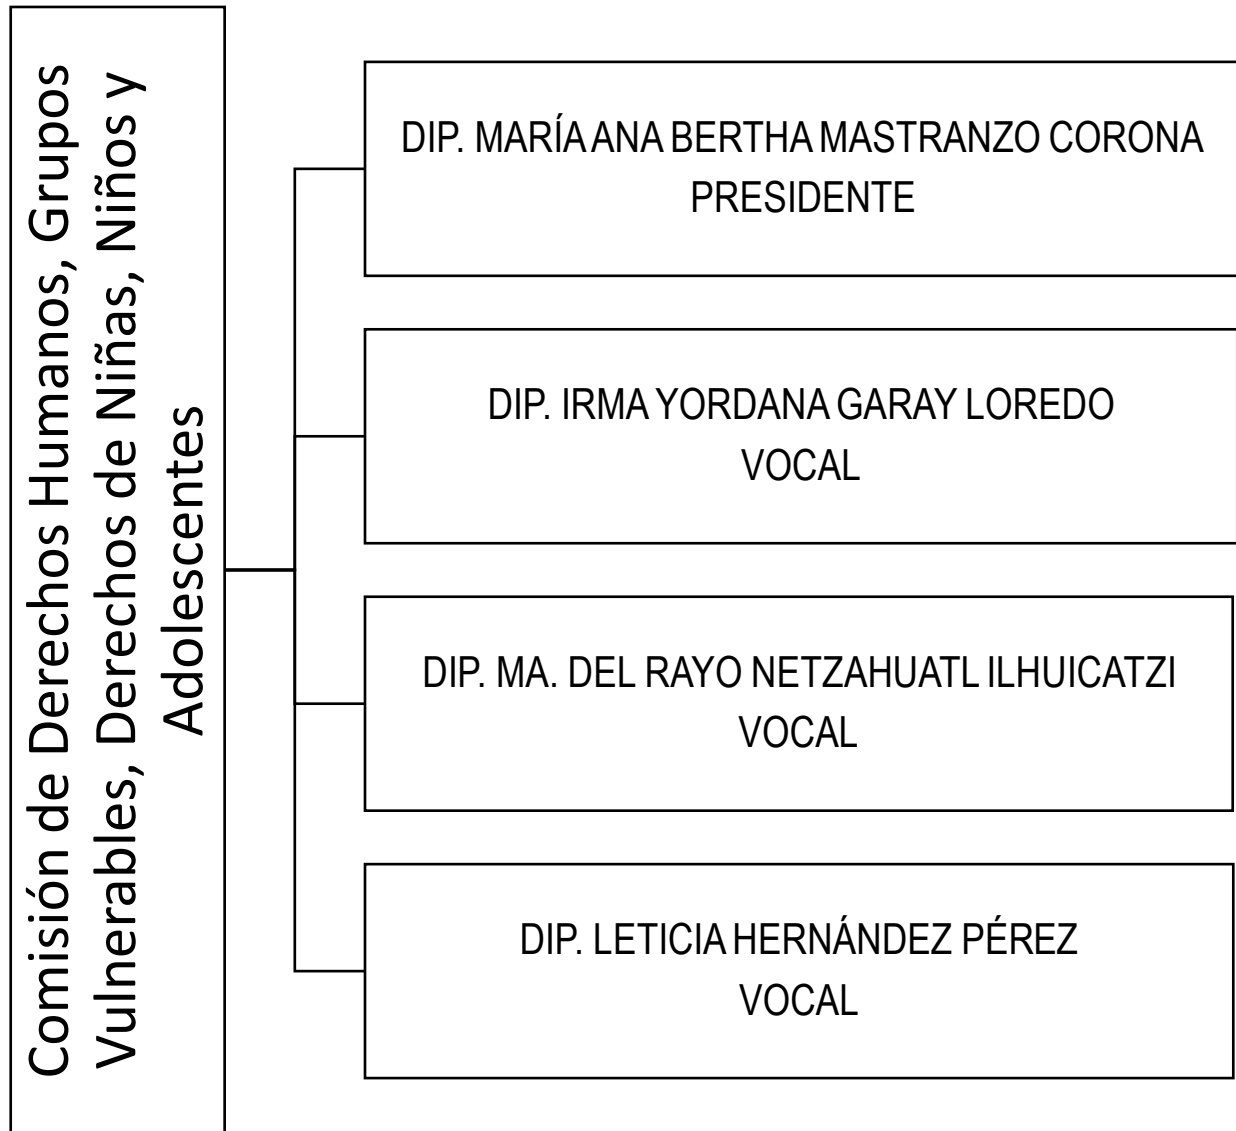 Comisión de Derechos Humanos, Grupos
Vulnerables, Derechos de Niñas, Niños y
Adolescentes
DIP. MARÍA ANA BERTHA MASTRANZO CORONA
PRESIDENTE
DIP. IRMA YORDANA GARAY LOREDO
VOCAL
DIP. MA. DEL RAYO NETZAHUATL ILHUICATZI
VOCAL
DIP. LETICIA HERNÁNDEZ PÉREZ
VOCAL